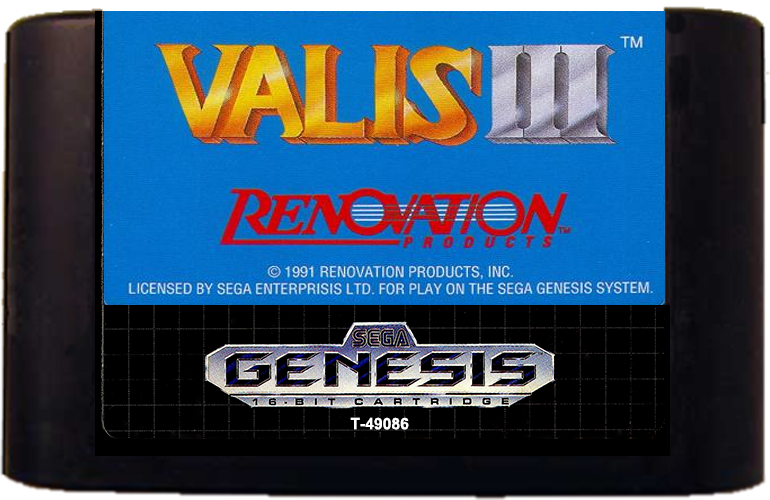 VALIS III ™
RENOVATION ™
PRODUCTS
© 1991 RENOVATION PRODUCTS, INC.
LICENSED BY SEGA ENTERPRISIS LTD. FOR PLAY ON THE SEGA GENESIS SYSTEM.
SEGA
GENESIS
16-BIT CARTRIDGE
T-49086